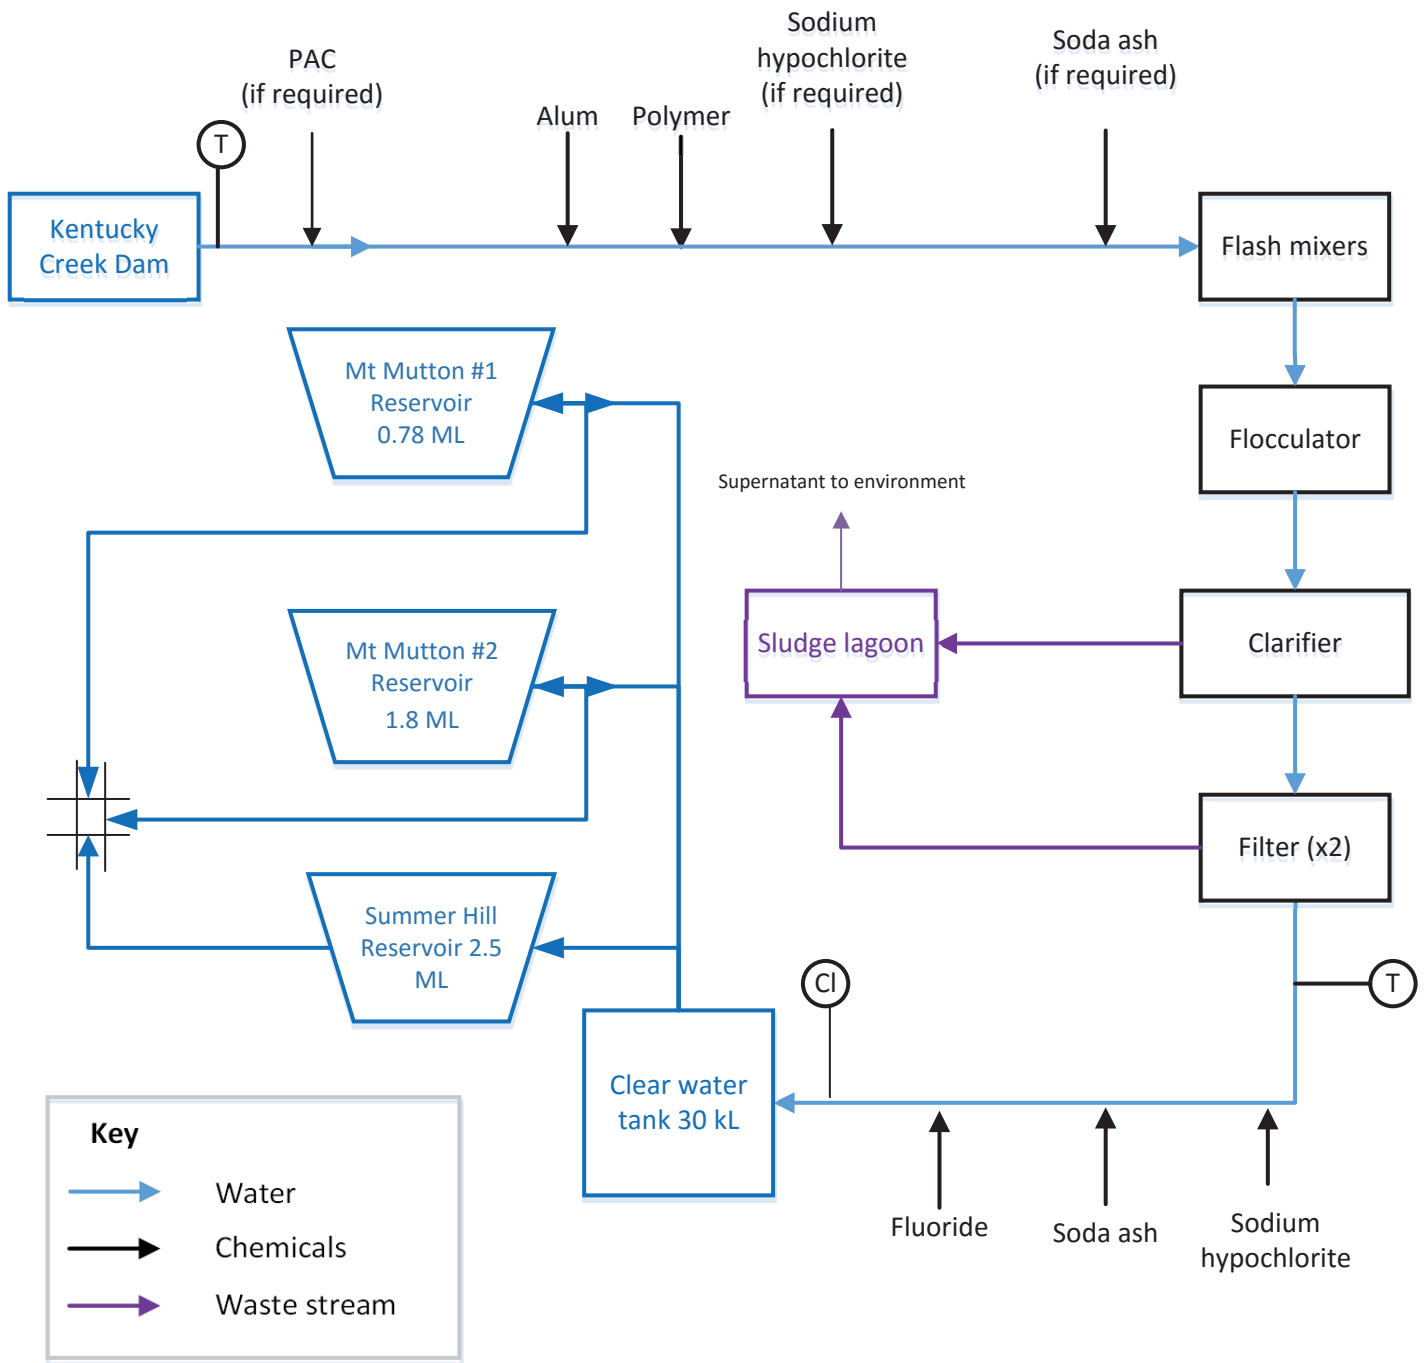 PAC
(if required)
Alum
Polymer
Sodium
hypochlorite
(if required)
Soda ash
(if required)
T
Kentucky
Creek Dam
Flash mixers
Mt Mutton #1
Reservoir
0.78 ML
Flocculator
Supernatant to environment
Mt Mutton #2
Reservoir
1.8 ML
Sludge lagoon
Clarifier
Filter (x2)
Summer Hill
Reservoir 2.5
ML
Cl
T
Clear water
tank 30 kL
Fluoride
Soda ash
Sodium
hypochlorite
Key
Water
Chemicals
Waste stream